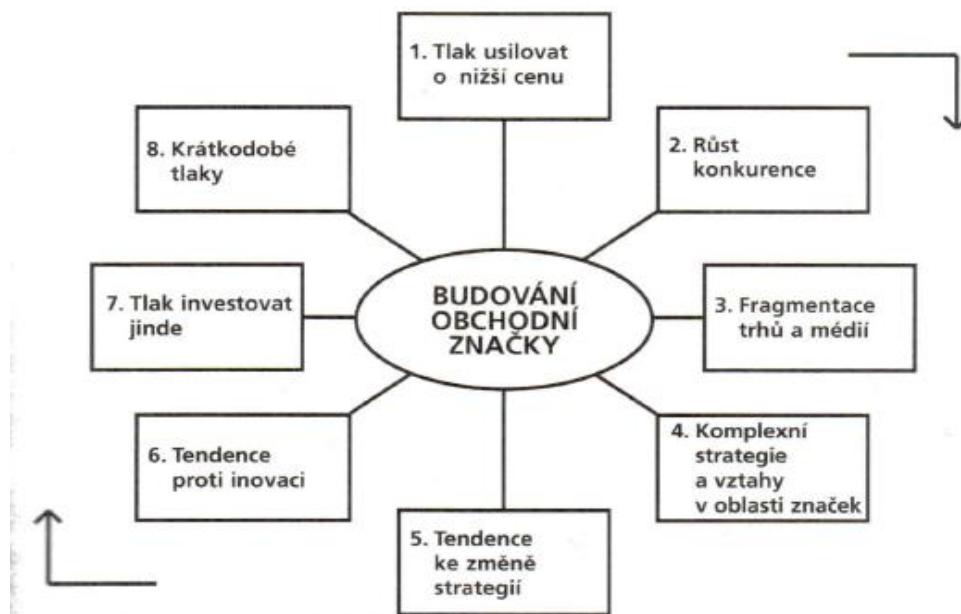 1. Tlak usilovat
o nižší cenu
2. Růst
konkurence
3. Fragmentace
trhů a médií
4. Komplexní
strategie
a vztahy
v oblasti značek
5. Tendence
ke změně
strategií
6. Tendence
proti inovaci
7. Tlak investovat
jinde
8. Krátkodobé
tlaky
BUDOVÁNÍ
OBCHODNÍ
ZNAČKY